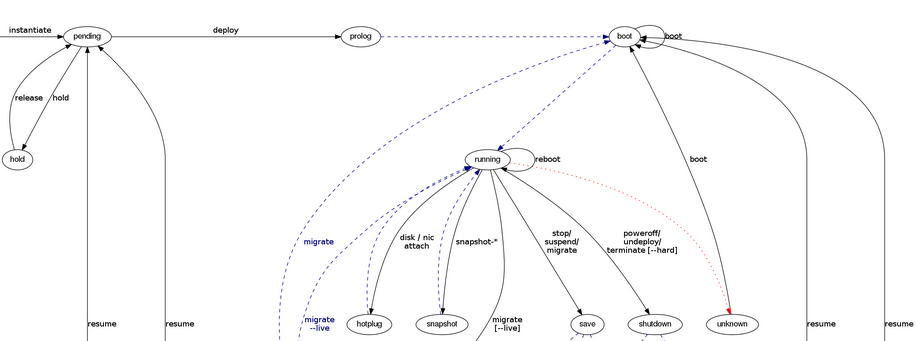 instantiate
pending
deploy
prolog
boot
boot
release
hold
hold
running
reboot
boot
migrate
disk / nic
attach
snapshot-*
stop/
suspend/
migrate
poweroff/
undeploy/
terminate [--hard]
resume
resume
migrate
--live
hotplug
snapshot
migrate
[--live]
save
shutdown
unknown
resume
resume